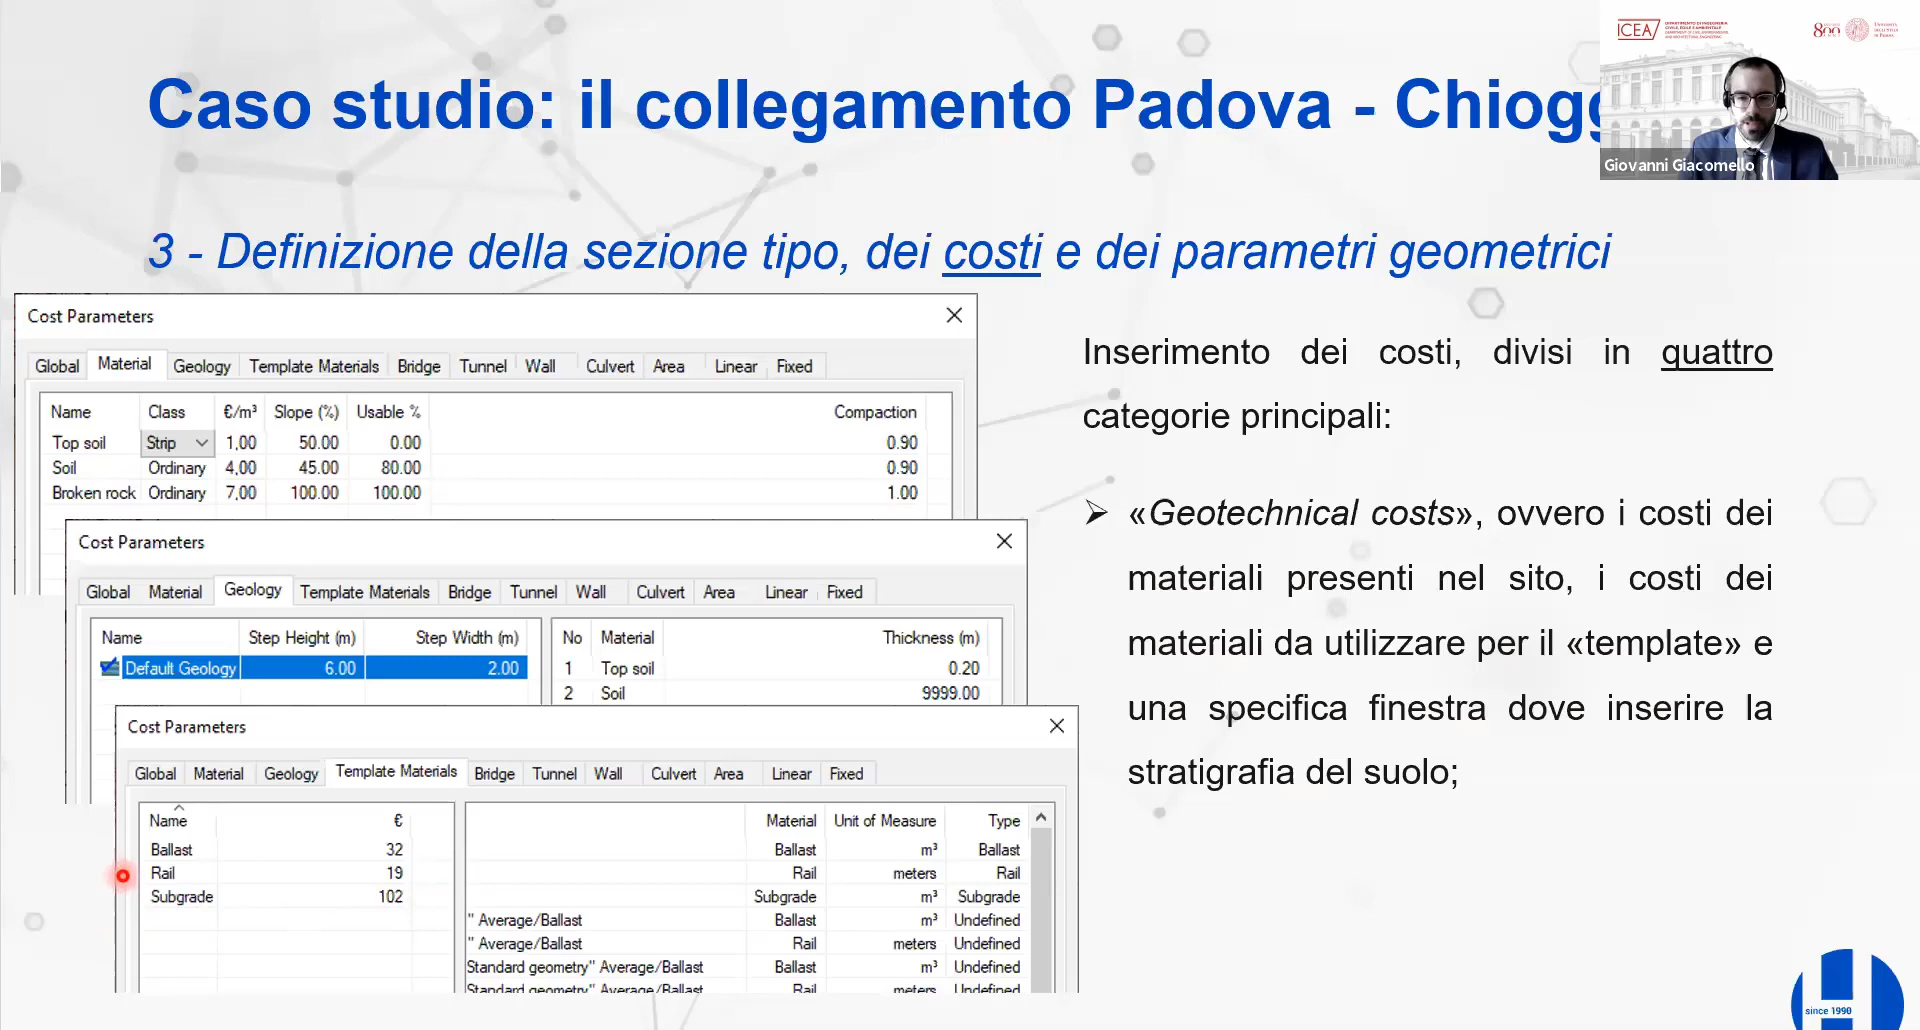 Caso studio: il collegamento Padova - Chiogg
ICEA
800
Giovanni Giacomello
3 - Definizione della sezione tipo, dei costi e dei parametri geometrici
Cost Parameters
Global Material Geology Template Materials Bridge Tunnel Wall Culvert Area Linear Fixed
Name Class €/m³ Slope (%) Usable % Compaction
Top soil Strip 1,00 50.00 0.00 0.90
Soil Ordinary 4,00 45.00 80.00 0.90
Broken rock Ordinary 7,00 100.00 100.00 1.00
Cost Parameters
Global Material Geology Template Materials Bridge Tunnel Wall Culvert Area Linear Fixed
Name Step Height (m) Step Width (m) No Material Thickness (m)
Default Geology 6.00 2.00 1 Top soil 0.20
2 Soil 9999.00
Cost Parameters
Global Material Geology Template Materials Bridge Tunnel Wall Culvert Area Linear Fixed
Name € Material Unit of Measure Type
Ballast 32 Ballast m³ Ballast
Rail 19 Rail meters Rail
Subgrade 102 Subgrade m³ Subgrade
" Average/Ballast Ballast m³ Undefined
" Average/Ballast Rail meters Undefined
Standard geometry" Average/Ballast Ballast m³ Undefined
Standard geometry" Average/Ballast Rail meters Undefined
Inserimento dei costi, divisi in quattro
categorie principali:
«Geotechnical costs», ovvero i costi dei
materiali presenti nel sito, i costi dei
materiali da utilizzare per il «template» e
una specifica finestra dove inserire la
stratigrafia del suolo;
since 1990